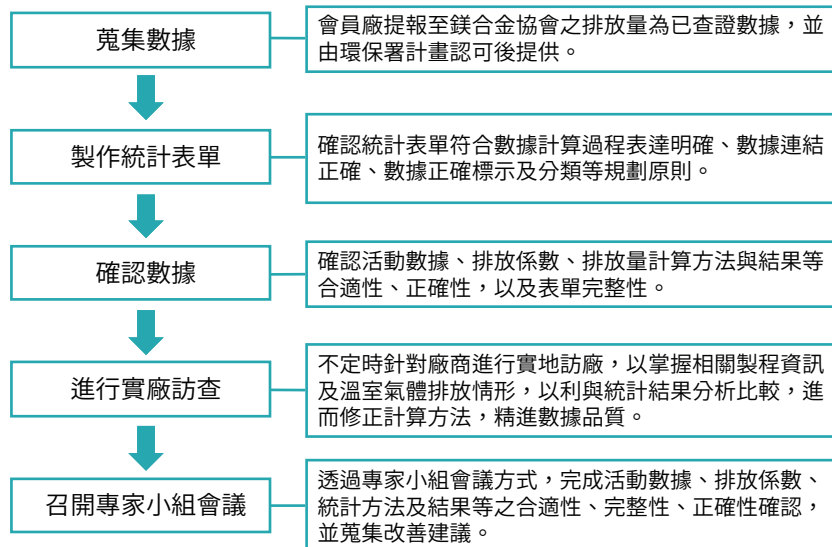 蒐集數據
會員廠提報至鎂合金協會之排放量為已查證數據，並
由環保署計畫認可後提供。
製作統計表單
確認統計表單符合數據計算過程表達明確、數據連結
正確、數據正確標示及分類等規劃原則。
確認數據
確認活動數據、排放係數、排放量計算方法與結果等
合適性、正確性，以及表單完整性。
進行實廠訪查
不定時針對廠商進行實地訪廠，以掌握相關製程資訊
及溫室氣體排放情形，以利與統計結果分析比較，進
而修正計算方法，精進數據品質。
召開專家小組會議
透過專家小組會議方式，完成活動數據、排放係數、
統計方法及結果等之合適性、完整性、正確性確認，
並蒐集改善建議。